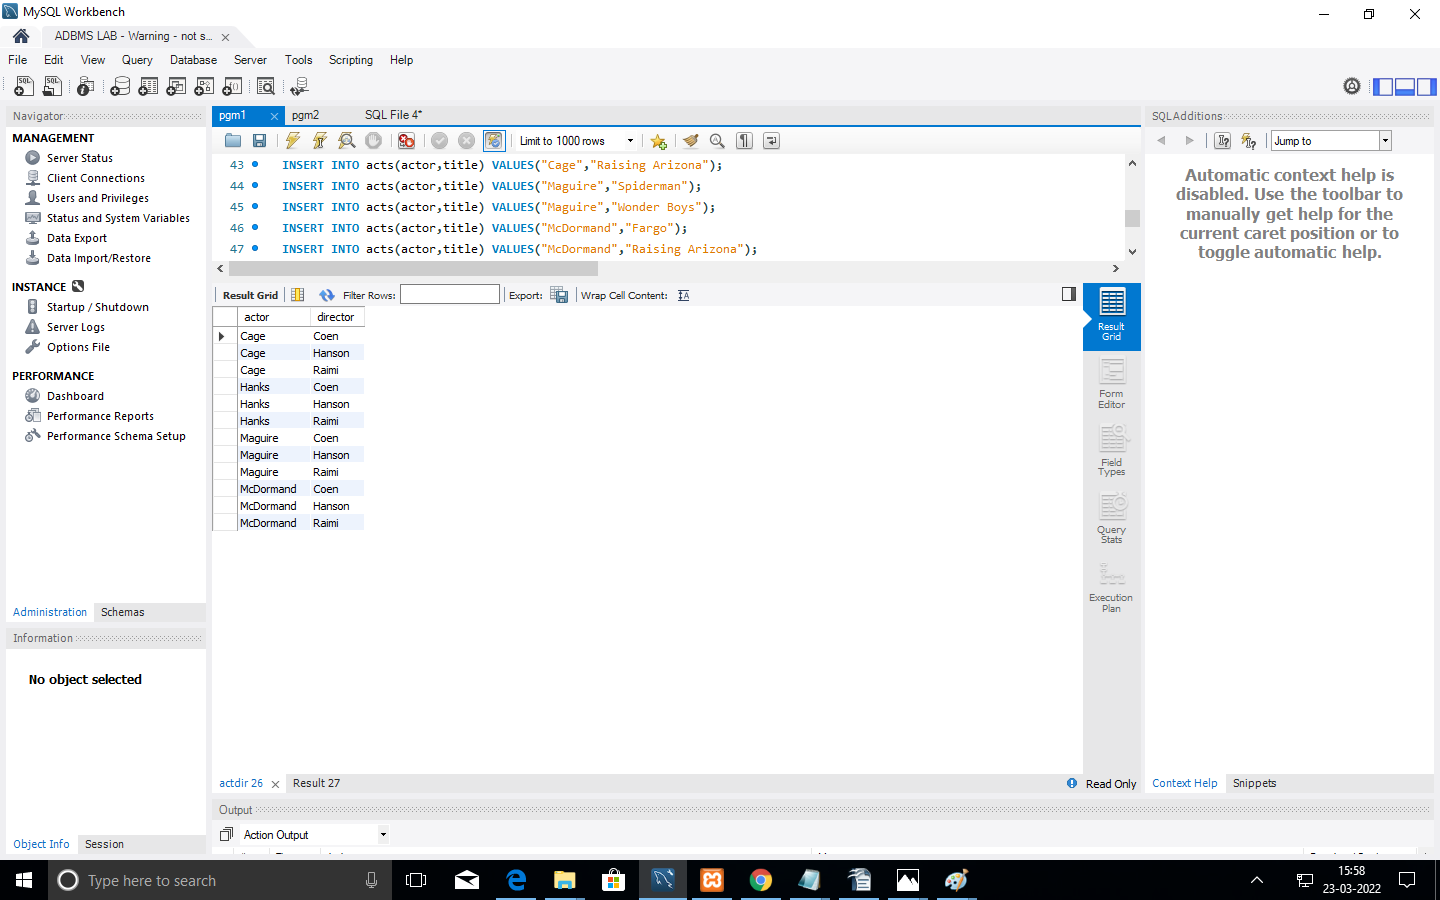 MySQL Workbench
ADBMS LAB - Warning - not s...
File Edit View Query Database Server Tools Scripting Help
Navigator
MANAGEMENT
Server Status
Client Connections
Users and Privileges
Status and System Variables
Data Export
Data Import/Restore
INSTANCE
Startup / Shutdown
Server Logs
Options File
PERFORMANCE
Dashboard
Performance Reports
Performance Schema Setup
Administration Schemas
Information
No object selected
Object Info Session
pgm1 pgm2 SQL File 4*
Limit to 1000 rows
43 INSERT INTO acts(actor,title) VALUES("Cage","Raising Arizona");
44 INSERT INTO acts(actor,title) VALUES("Maguire","Spiderman");
45 INSERT INTO acts(actor,title) VALUES("Maguire","Wonder Boys");
46 INSERT INTO acts(actor,title) VALUES("McDormand","Fargo");
47 INSERT INTO acts(actor,title) VALUES("McDormand","Raising Arizona");
Result Grid Filter Rows: Export: Wrap Cell Content:
actor director
Cage Coen
Cage Hanson
Cage Raimi
Hanks Coen
Hanks Hanson
Hanks Raimi
Maguire Coen
Maguire Hanson
Maguire Raimi
McDormand Coen
McDormand Hanson
McDormand Raimi
Result
Grid
Form
Editor
Field
Types
Query
Stats
Execution
Plan
actdir 26 Result 27
Read Only
Output
Action Output
SQLAdditions
Jump to
Automatic context help is
disabled. Use the toolbar to
manually get help for the
current caret position or to
toggle automatic help.
Context Help Snippets
Type here to search
15:58
23-03-2022